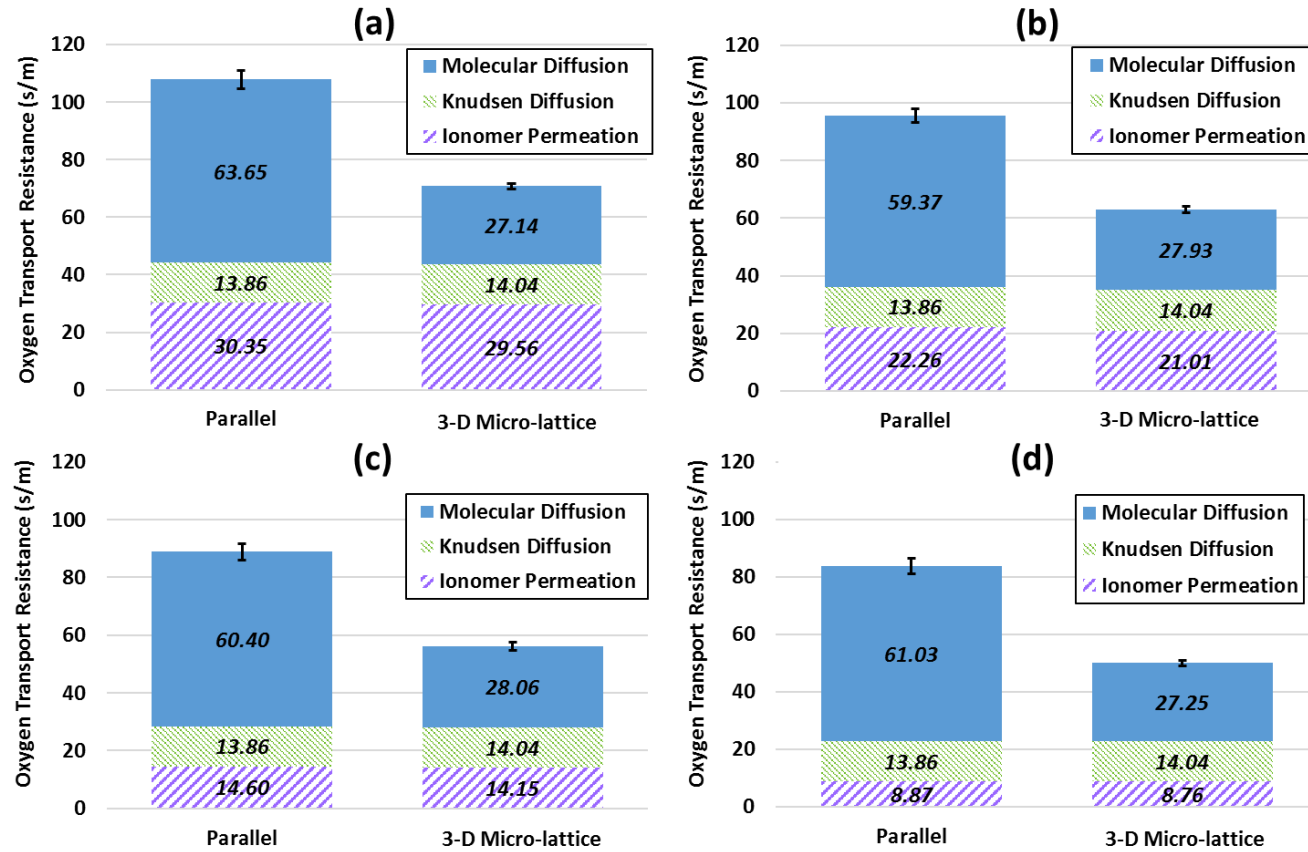 (a)
Oxygen Transport Resistance (s/m)
120
100
80
60
40
20
0
Molecular Diffusion
Knudsen Diffusion
Ionomer Permeation
63.65
13.86
30.35
27.14
14.04
29.56
Parallel
3-D Micro-lattice
(b)
Oxygen Transport Resistance (s/m)
120
100
80
60
40
20
0
Molecular Diffusion
Knudsen Diffusion
Ionomer Permeation
59.37
13.86
22.26
27.93
14.04
21.01
Parallel
3-D Micro-lattice
(c)
Oxygen Transport Resistance (s/m)
120
100
80
60
40
20
0
Molecular Diffusion
Knudsen Diffusion
Ionomer Permeation
60.40
13.86
14.60
28.06
14.04
14.15
Parallel
3-D Micro-lattice
(d)
Oxygen Transport Resistance (s/m)
120
100
80
60
40
20
0
Molecular Diffusion
Knudsen Diffusion
Ionomer Permeation
61.03
13.86
8.87
27.25
14.04
8.76
Parallel
3-D Micro-lattice